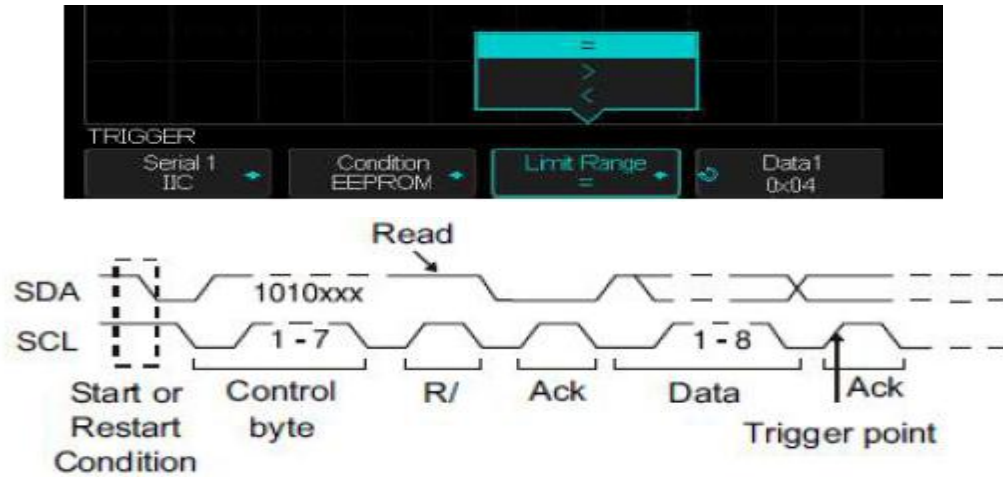 =
>
<
TRIGGER
Serial 1
IIC
Condition
EEPROM
Limit Range
=
Data1
0x04
Read
SDA
1010xxx
SCL
1 - 7
1 - 8
Start or
Restart
Condition
Control
byte
R/
Ack
Data
Ack
Trigger point